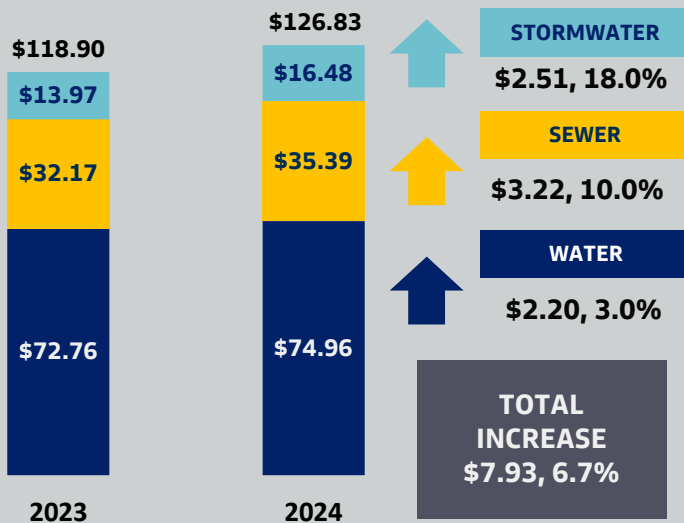 $118.90
$13.97
$32.17
$72.76
2023
$126.83
$16.48
$35.39
$74.96
2024
STORMWATER
$2.51, 18.0%
SEWER
$3.22, 10.0%
WATER
$2.20, 3.0%
TOTAL
INCREASE
$7.93, 6.7%